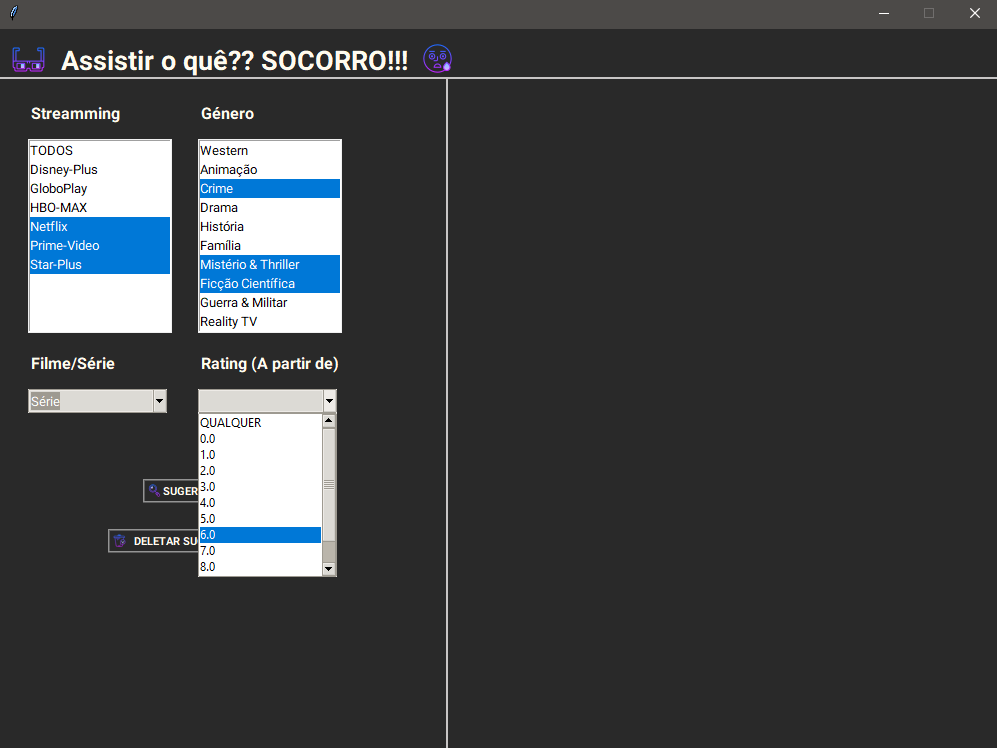 Assistir o quê?? SOCORRO!!!
Streamming
TODOS
Disney-Plus
GloboPlay
HBO-MAX
Netflix
Prime-Video
Star-Plus
Género
Western
Animação
Crime
Drama
História
Família
Mistério & Thriller
Ficção Científica
Guerra & Militar
Reality TV
Filme/Série
Série
Rating (A partir de)
QUALQUER
0.0
1.0
2.0
3.0
4.0
5.0
6.0
7.0
8.0
SUGER
DELETAR SU